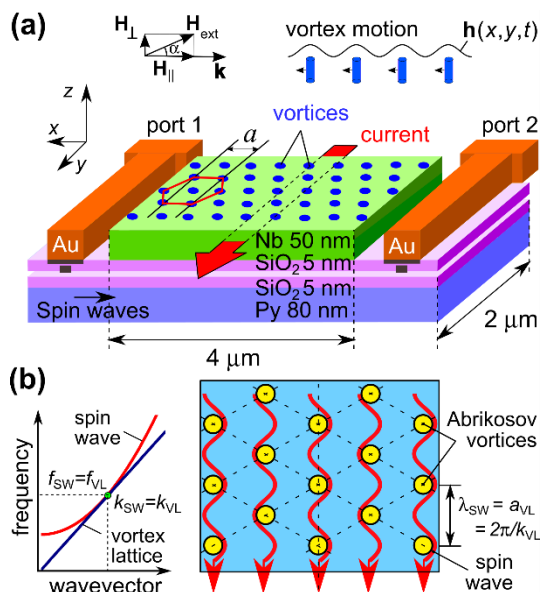 (a)
H⊥
H ext
α
H||
k
vortex motion
h(x,y,t)
z
x
y
port 1
a
vortices
current
port 2
Au
Au
Nb 50 nm
SiO2 5 nm
SiO2 5 nm
Py 80 nm
Spin waves
4 μm
2 μm
(b)
frequency
spin
wave
fSW=fVL
kSW=kVL
vortex
lattice
wavevector
Abrikosov
vortices
λSW = aVL
= 2π/kVL
spin
wave